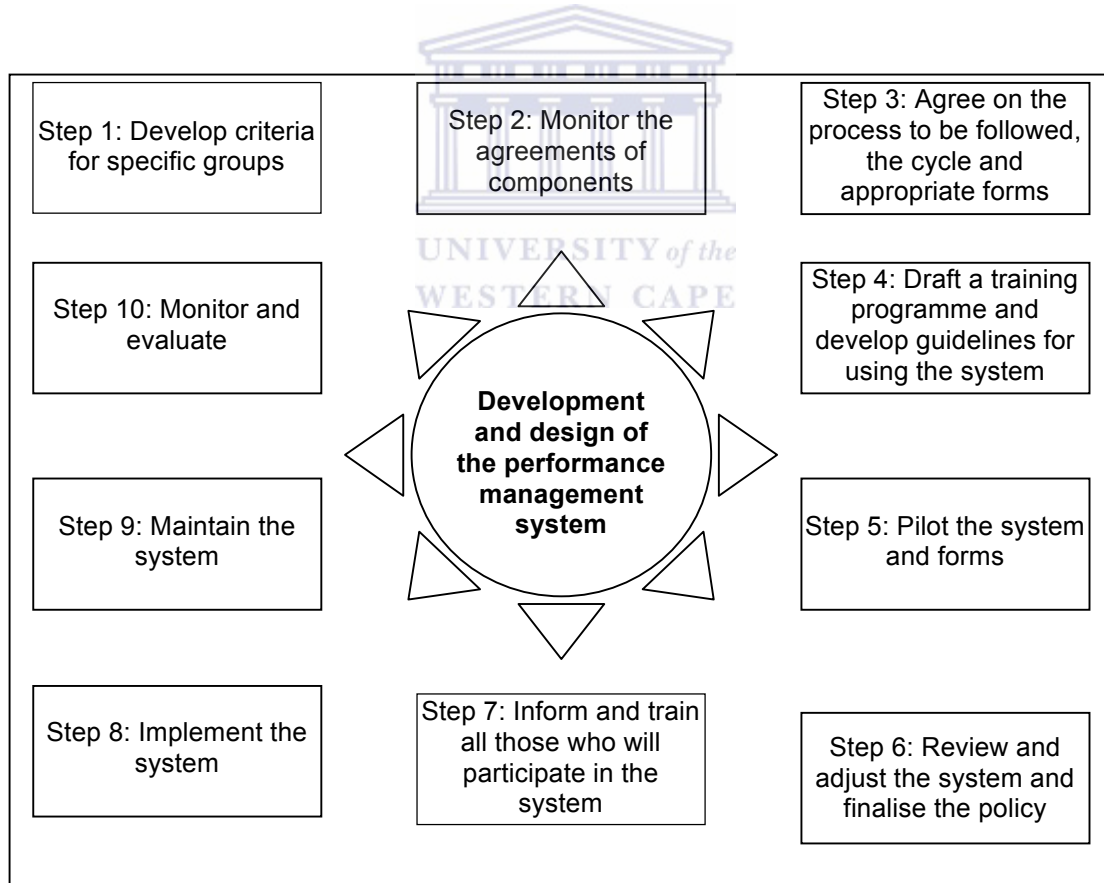 Step 1: Develop criteria
for specific groups
Step 2: Monitor the
agreements of
components
Step 3: Agree on the
process to be followed,
the cycle and
appropriate forms
UNIVERSITY of the
WESTERN CAPE
Step 10: Monitor and
evaluate
Step 4: Draft a training
programme and
develop guidelines for
using the system
Development
and design of
the performance
management
system
Step 9: Maintain the
system
Step 5: Pilot the system
and forms
Step 8: Implement the
system
Step 7: Inform and train
all those who will
participate in the
system
Step 6: Review and
adjust the system and
finalise the policy